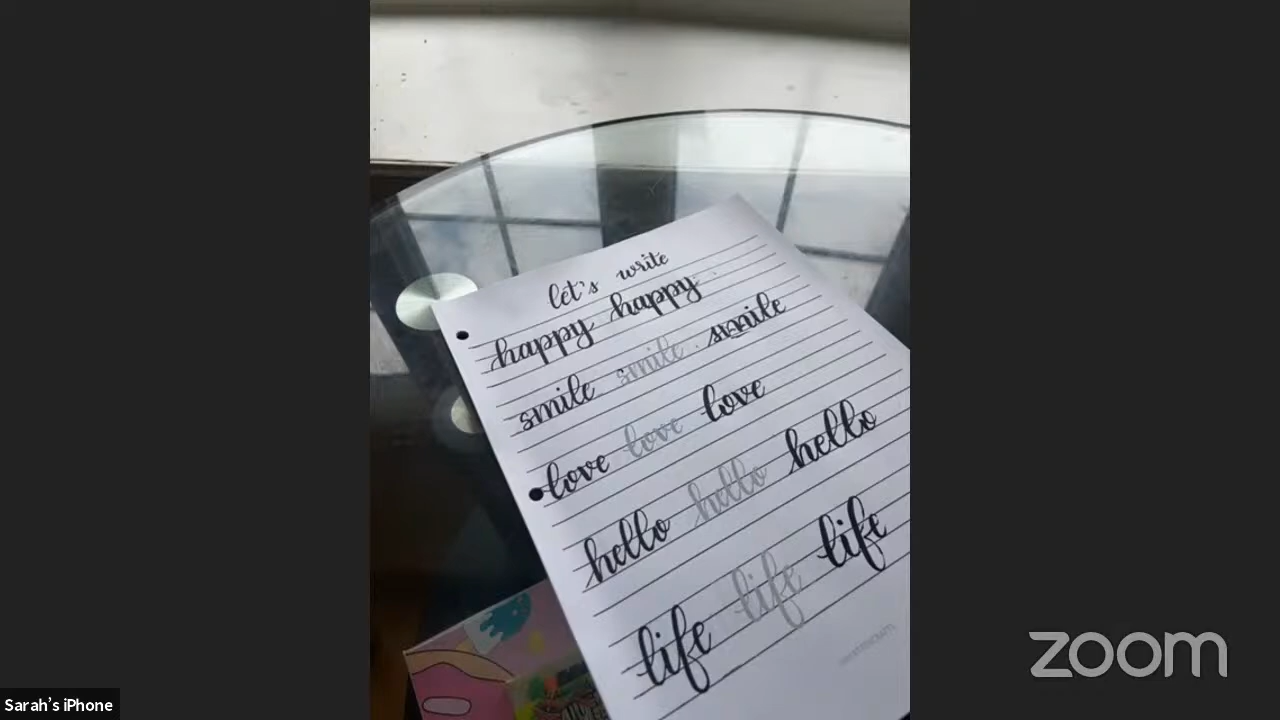 let's write
happy happy
smile smile smile
love love love
hello hello hello
life life life
zoom
Sarah's iPhone